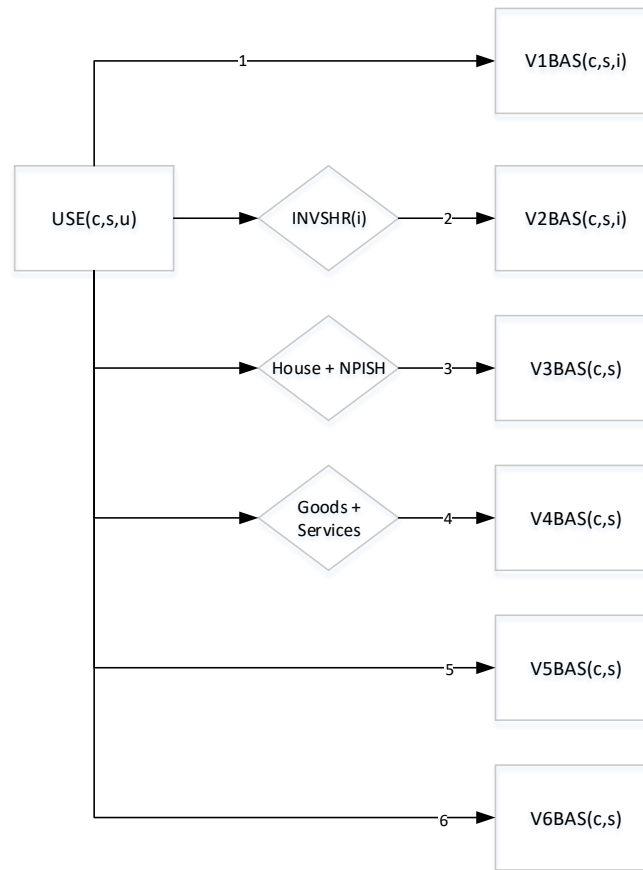 1
V1BAS(c,s,i)
USE(c,s,u)
INVSHR(i)
2
V2BAS(c,s,i)
House + NPISH
3
V3BAS(c,s)
Goods +
Services
4
V4BAS(c,s)
5
V5BAS(c,s)
6
V6BAS(c,s)